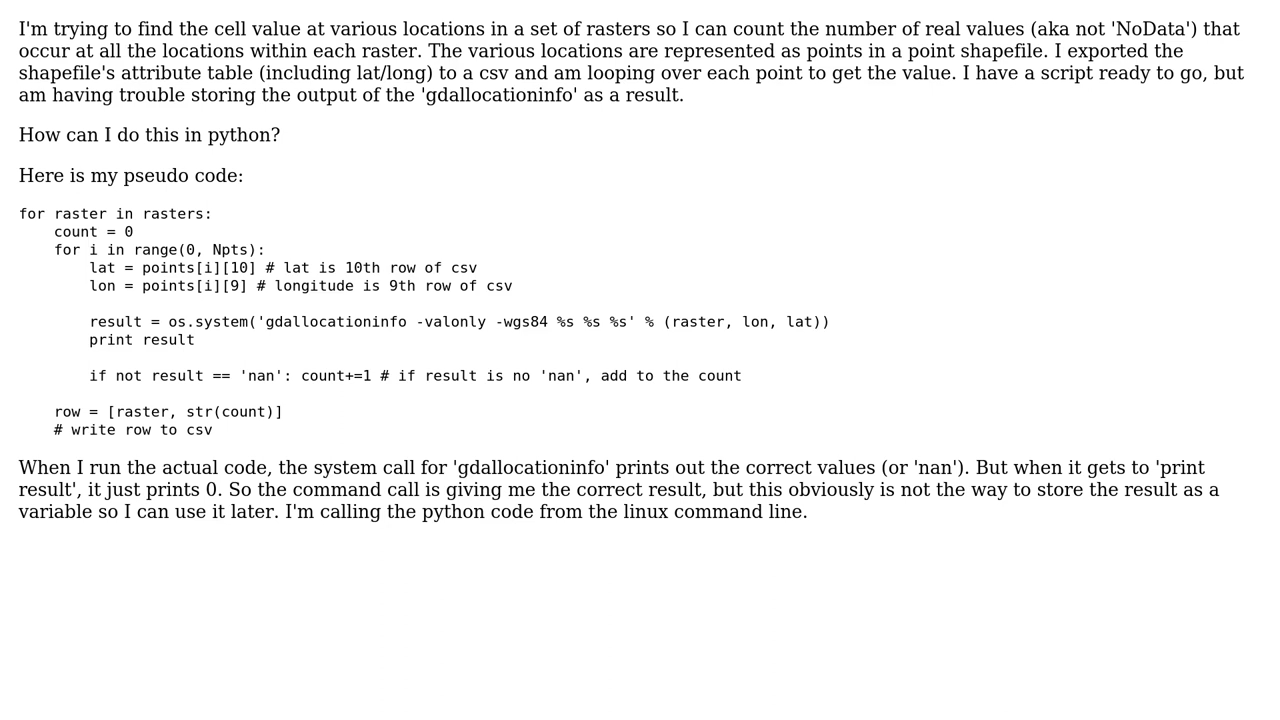 I'm trying to find the cell value at various locations in a set of rasters so I can count the number of real values (aka not 'NoData') that
occur at all the locations within each raster. The various locations are represented as points in a point shapefile. I exported the
shapefile's attribute table (including lat/long) to a csv and am looping over each point to get the value. I have a script ready to go, but
am having trouble storing the output of the 'gdallocationinfo' as a result.
How can I do this in python?
Here is my pseudo code:
for raster in rasters:
    count = 0
    for i in range(0, Npts):
        lat = points[i][10] # lat is 10th row of csv
        lon = points[i][9] # longitude is 9th row of csv
        result = os.system('gdallocationinfo -valonly -wgs84 %s %s %s' % (raster, lon, lat))
        print result
        if not result == 'nan': count+=1 # if result is no 'nan', add to the count
    row = [raster, str(count)]
    # write row to csv
When I run the actual code, the system call for 'gdallocationinfo' prints out the correct values (or 'nan'). But when it gets to 'print
result', it just prints 0. So the command call is giving me the correct result, but this obviously is not the way to store the result as a
variable so I can use it later. I'm calling the python code from the linux command line.